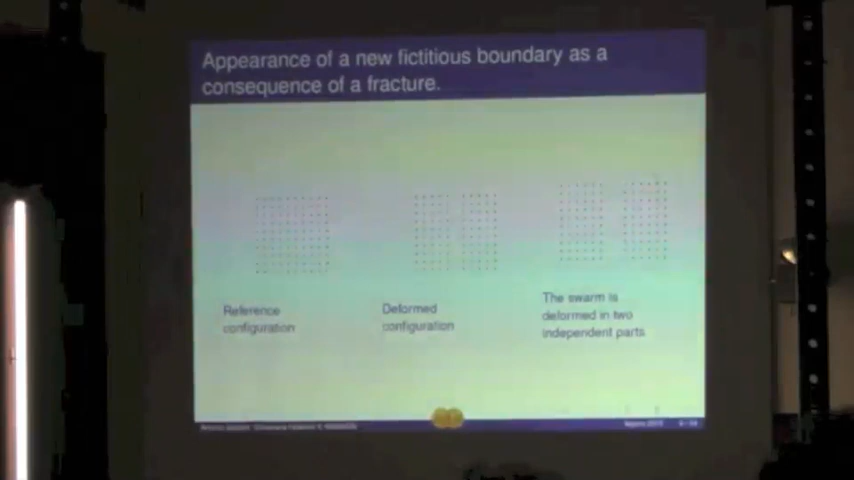 Appearance of a new fictitious boundary as a
consequence of a fracture.
Reference
configuration
Deformed
configuration
The swarm is
deformed in two
independent parts